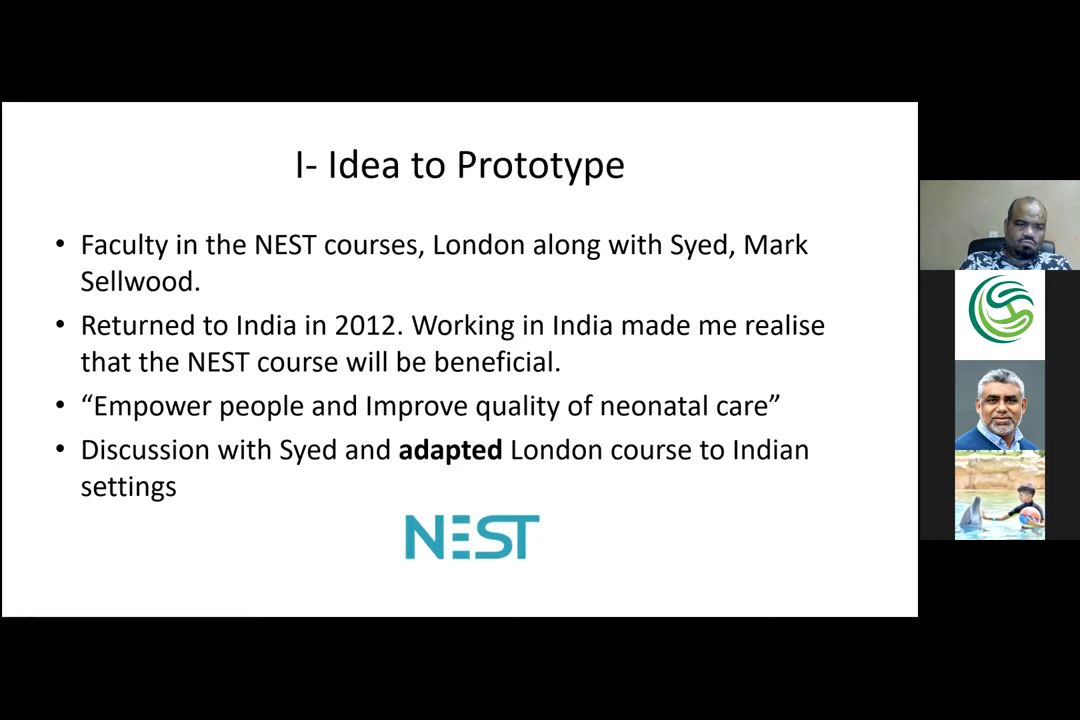 I- Idea to Prototype
• Faculty in the NEST courses, London along with Syed, Mark
Sellwood.
• Returned to India in 2012. Working in India made me realise
that the NEST course will be beneficial.
• “Empower people and Improve quality of neonatal care”
• Discussion with Syed and adapted London course to Indian
settings
NEST